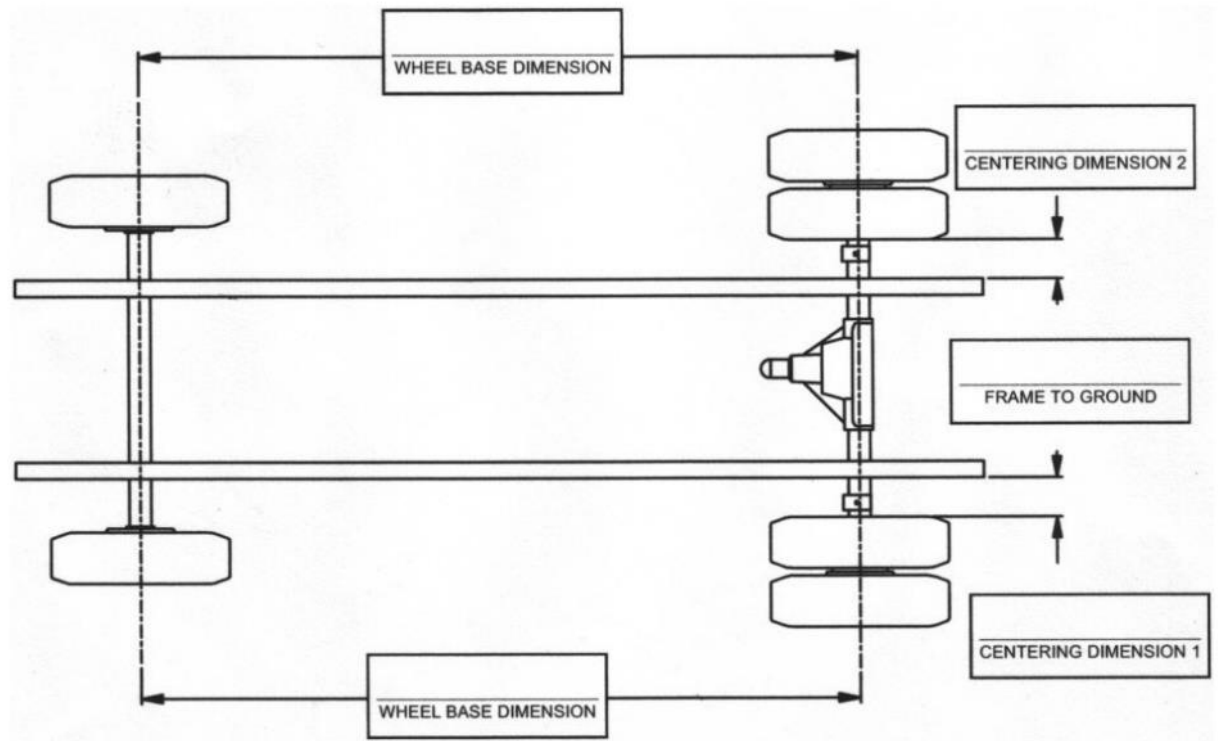 WHEEL BASE DIMENSION
CENTERING DIMENSION 2
FRAME TO GROUND
CENTERING DIMENSION 1
WHEEL BASE DIMENSION